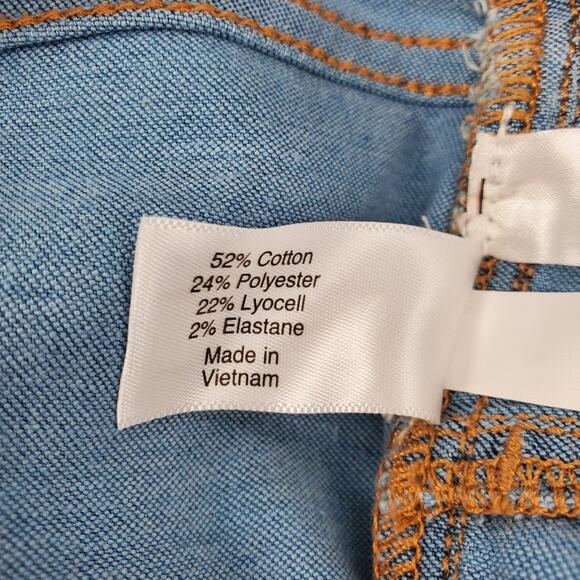 52% Cotton
24% Polyester
22% Lyocell
2% Elastane
Made in
Vietnam